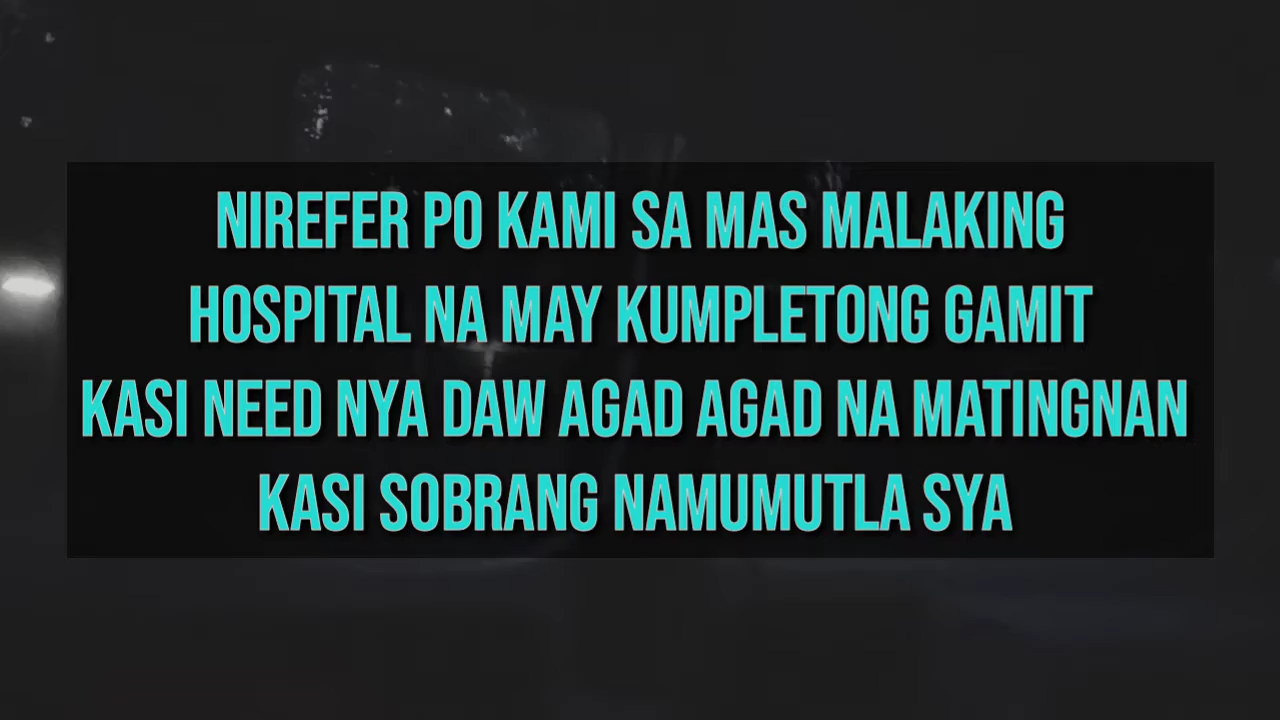 NIREFER PO KAMI SA MAS MALAKING
HOSPITAL NA MAY KUMPLETONG GAMIT
KASI NEED NYA DAW AGAD AGAD NA MATINGNAN
KASI SOBRANG NAMUMUTLA SYA